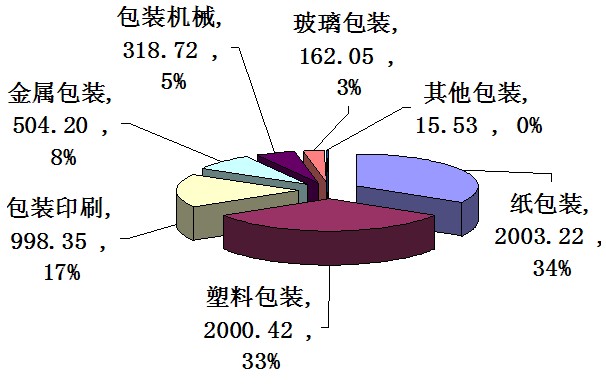 包装机械,
318.72 ,
5%
玻璃包装,
162.05 ,
3%
金属包装,
504.20 ,
8%
其他包装,
15.53 , 0%
包装印刷,
998.35 ,
17%
纸包装,
2003.22 ,
34%
塑料包装,
2000.42 ,
33%